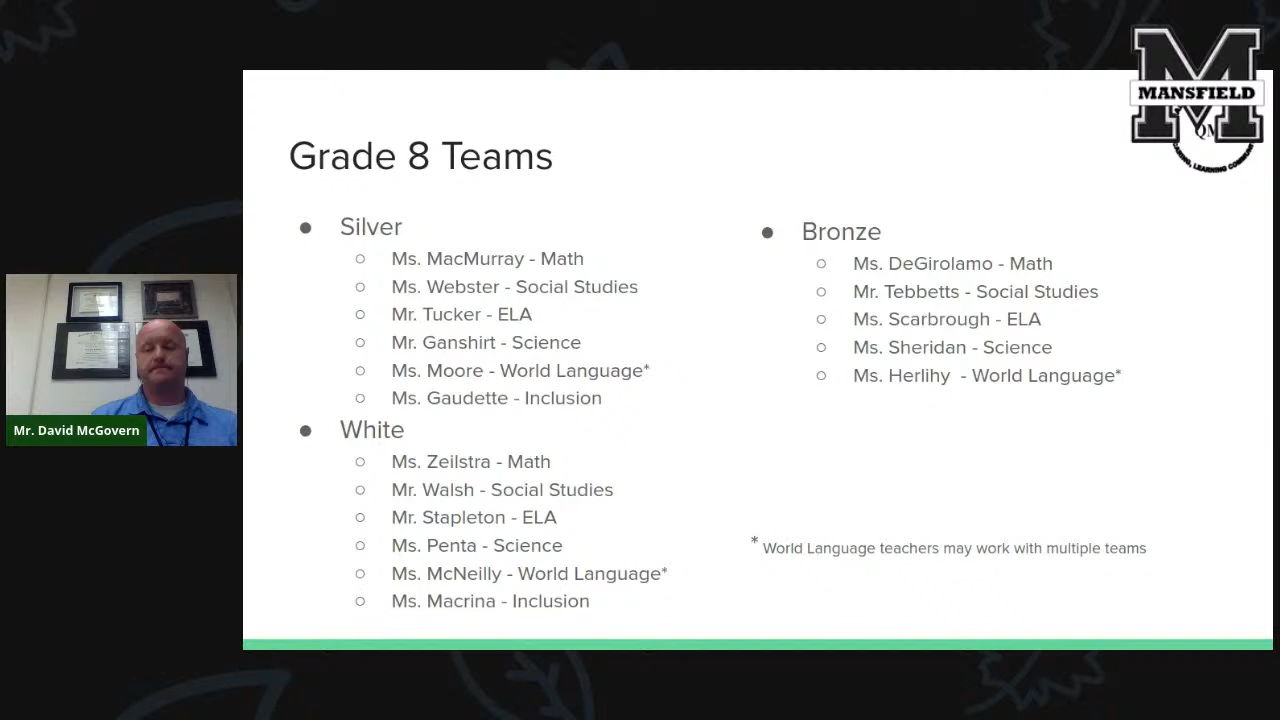 MANSFIELD
Grade 8 Teams
Silver
Ms. MacMurray - Math
Ms. Webster - Social Studies
Mr. Tucker - ELA
Mr. Ganshirt - Science
Ms. Moore - World Language*
Ms. Gaudette - Inclusion
White
Ms. Zeilstra - Math
Mr. Walsh - Social Studies
Mr. Stapleton - ELA
Ms. Penta - Science
Ms. McNeilly - World Language*
Ms. Macrina - Inclusion
Bronze
Ms. DeGirolamo - Math
Mr. Tebbetts - Social Studies
Ms. Scarbrough - ELA
Ms. Sheridan - Science
Ms. Herlihy - World Language*
* World Language teachers may work with multiple teams
Mr. David McGovern